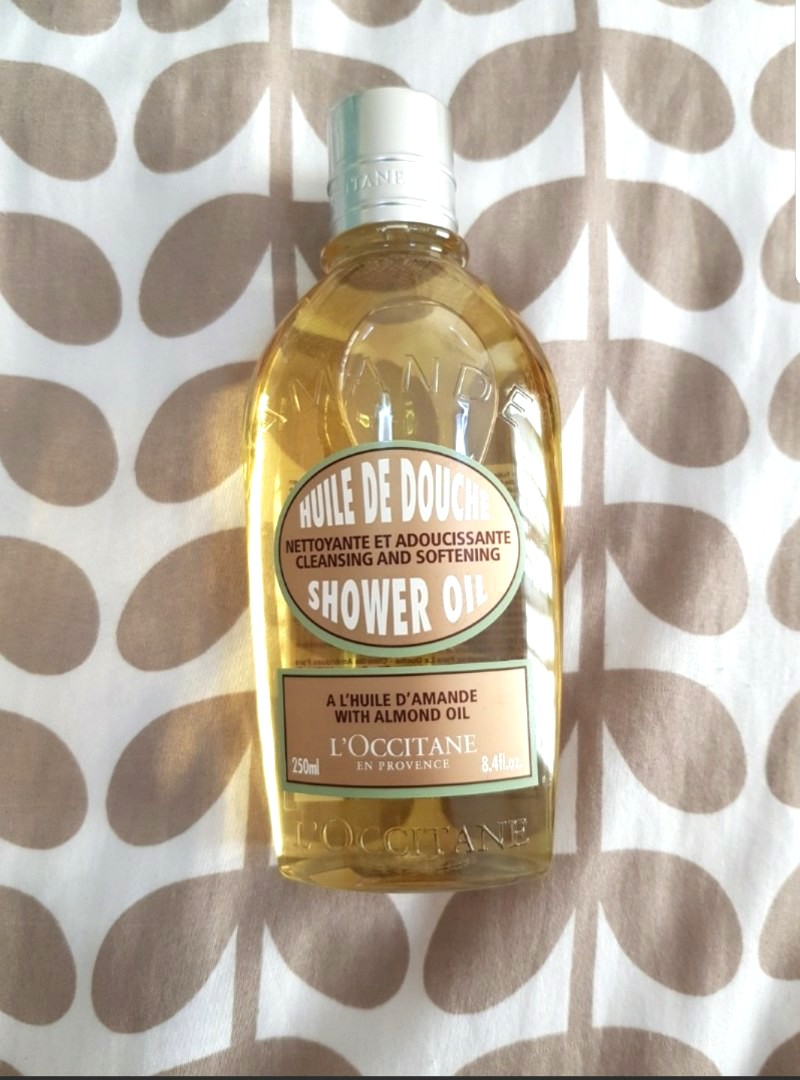 AMANDE
HUILE DE DOUCHE
NETTOYANTE ET ADOUCISSANTE
CLEANSING AND SOFTENING
SHOWER OIL
A L'HUILE D'AMANDE
WITH ALMOND OIL
L'OCCITANE
EN PROVENCE
250ml 8.4fl.oz.
L'OCCITANE